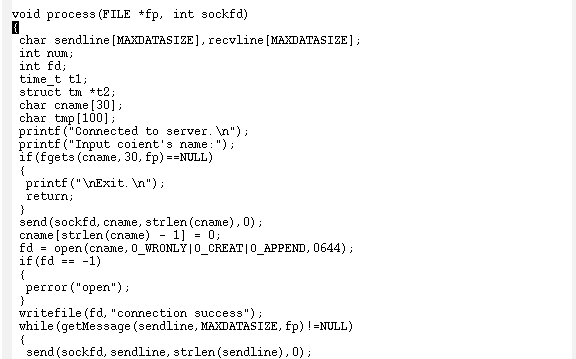 void process(FILE *fp, int sockfd)
{
char sendline[MAXDATASIZE],recvline[MAXDATASIZE];
int num;
int fd;
time_t t1;
struct tm *t2;
char cname[30];
char tmp[100];
printf("Connected to server.\n");
printf("Input coient's name:");
if(fgets(cname,30,fp)==NULL)
{
printf("\nExit.\n");
return;
}
send(sockfd,cname,strlen(cname),0);
cname[strlen(cname) - 1] = 0;
fd = open(cname,O_WRONLY|O_CREAT|O_APPEND,0644);
if(fd == -1)
{
perror("open");
}
writefile(fd,"connection success");
while(getMessage(sendline,MAXDATASIZE,fp)!=NULL)
{
send(sockfd,sendline,strlen(sendline),0);